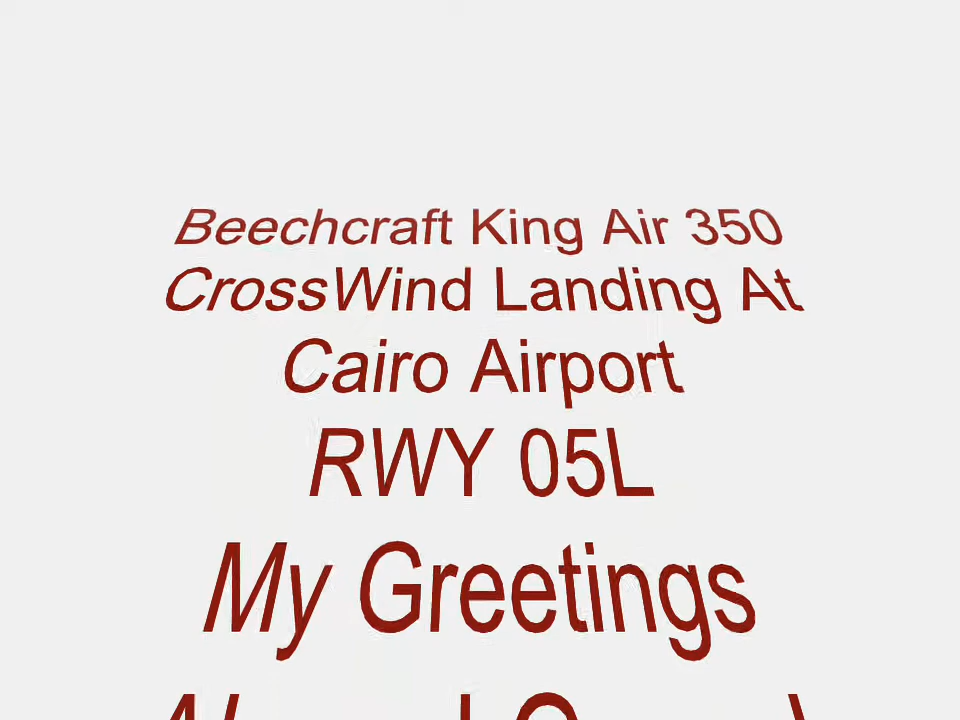 Beechcraft King Air 350
CrossWind Landing At
Cairo Airport
RWY 05L
My Greetings